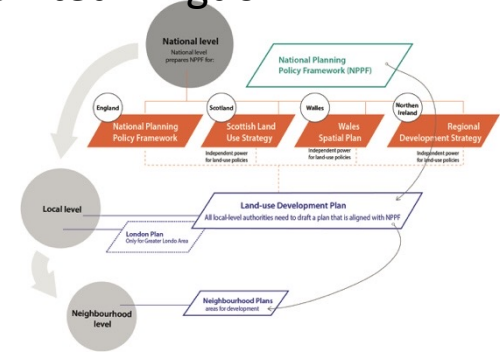 National level
National level
prepares NPPF for:
National Planning
Policy Framework (NPPF)
England
Scotland
Walles
Northen
Ireland
National Planning
Policy Framework
Scottish Land
Use Strategy
Wales
Spatial Plan
Regional
Development Strategy
Independent power
for land-use policies
Independent power
for land-use policies
Independent power
for land-use policies
Local level
Land-use Development Plan
All local-level authorities need to draft a plan that is aligned with NPPF
London Plan
Only for Greater Lendo Area
Neighbourhood Plans
areas for development
Neighbourhood
level